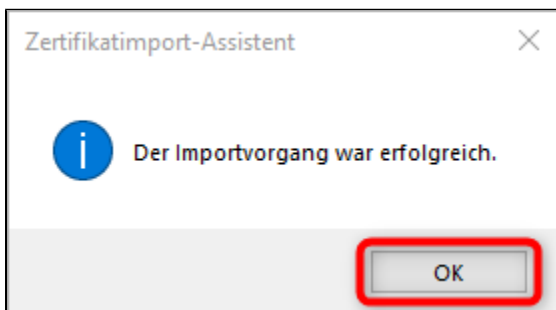 Zertifikatimport-Assistent
Der Importvorgang war erfolgreich.
OK